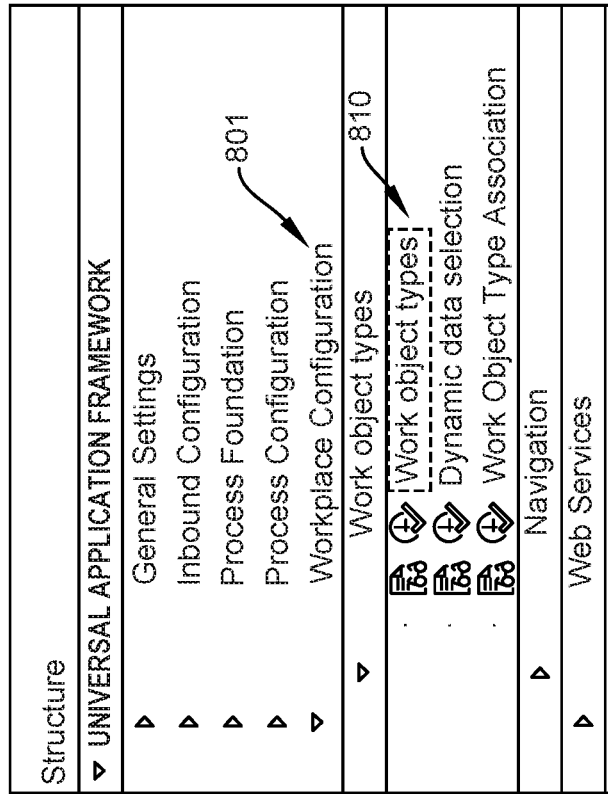 Structure
UNIVERSAL APPLICATION FRAMEWORK
General Settings
Inbound Configuration
Process Foundation
Process Configuration
Workplace Configuration
801
Work object types
Work object types
810
Dynamic data selection
Work Object Type Association
Navigation
Web Services